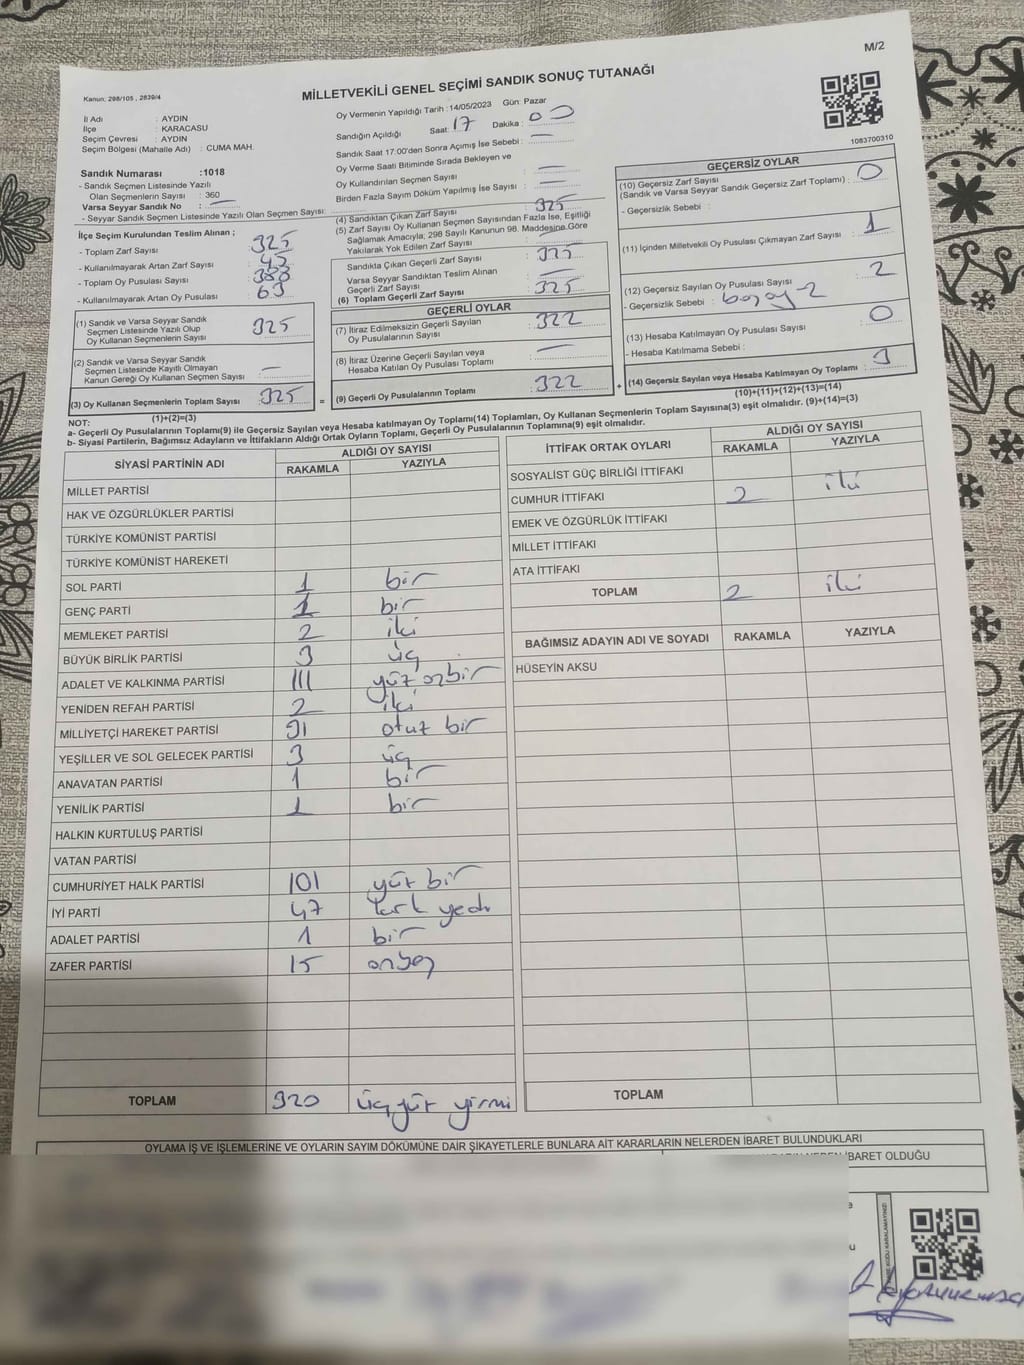 M/2
Kanun; 298/105 , 2839/4
MİLLETVEKİLİ GENEL SEÇİMİ SANDIK SONUÇ TUTANAĞI
İl Adı : AYDIN
İlçe : KARACASU
Seçim Çevresi : AYDIN
Seçim Bölgesi (Mahalle Adı) : CUMA MAH.
Sandık Numarası :1018
- Sandık Seçmen Listesinde Yazılı
Olan Seçmenlerin Sayısı : 360
Varsa Seyyar Sandık No : —
- Seyyar Sandık Seçmen Listesinde Yazılı Olan Seçmen Sayısı:
Oy Vermenin Yapıldığı Tarih : 14/05/2023 Gün: Pazar
Sandığın Açıldığı Saat: 17 Dakika : 00
Sandık Saat 17:00'den Sonra Açımış İse Sebebi : —
Oy Verme Saati Bitiminde Sırada Bekleyen ve
Oy Kullandırılan Seçmen Sayısı —
Birden Fazla Sayım Döküm Yapılmış İse Sayısı : —
1083700310
İlçe Seçim Kurulundan Teslim Alınan ;
- Toplam Zarf Sayısı : 325
- Kullanılmayarak Artan Zarf Sayısı : 45
- Toplam Oy Pusulası Sayısı : 388
- Kullanılmayarak Artan Oy Pusulası : 63
(1) Sandık ve Varsa Seyyar Sandık
Seçmen Listesinde Yazılı Olup
Oy Kullanan Seçmenlerin Sayısı : 325
(2) Sandık ve Varsa Seyyar Sandık
Seçmen Listesinde Kayıtlı Olmayan
Kanun Gereği Oy Kullanan Seçmen Sayısı : —
(3) Oy Kullanan Seçmenlerin Toplam Sayısı : 325 =
(1)+(2)=(3)
(4) Sandıktan Çıkan Zarf Sayısı : 325
(5) Zarf Sayısı Oy Kullanan Seçmen Sayısından Fazla İse, Eşitliği
Sağlamak Amacıyla; 298 Sayılı Kanunun 98. Maddesine Göre
Yakılarak Yok Edilen Zarf Sayısı : —
Sandıkta Çıkan Geçerli Zarf Sayısı : 325
Varsa Seyyar Sandıktan Teslim Alınan
Geçerli Zarf Sayısı : —
(6) Toplam Geçerli Zarf Sayısı : 325
GEÇERLİ OYLAR
(7) İtiraz Edilmeksizin Geçerli Sayılan
Oy Pusulalarının Sayısı : 322
(8) İtiraz Üzerine Geçerli Sayılan veya
Hesaba Katılan Oy Pusulası Toplamı : —
(9) Geçerli Oy Pusulalarının Toplamı : 322 +
GEÇERSİZ OYLAR
(10) Geçersiz Zarf Sayısı
(Sandık ve Varsa Seyyar Sandık Geçersiz Zarf Toplamı) : 0
- Geçersizlik Sebebi :
(11) İçinden Milletvekili Oy Pusulası Çıkmayan Zarf Sayısı : 1
(12) Geçersiz Sayılan Oy Pusulası Sayısı : 2
- Geçersizlik Sebebi :
(13) Hesaba Katılmayan Oy Pusulası Sayısı : 0
- Hesaba Katılmama Sebebi :
(14) Geçersiz Sayılan veya Hesaba Katılmayan Oy Toplamı : 3
(10)+(11)+(12)+(13)=(14)
NOT:
a- Geçerli Oy Pusulalarının Toplamı(9) ile Geçersiz Sayılan veya Hesaba katılmayan Oy Toplamı(14) Toplamları, Oy Kullanan Seçmenlerin Toplam Sayısına(3) eşit olmalıdır. (9)+(14)=(3)
b- Siyasi Partilerin, Bağımsız Adayların ve İttifakların Aldığı Ortak Oyların Toplamı, Geçerli Oy Pusulalarının Toplamına(9) eşit olmalıdır.
SİYASİ PARTİNİN ADI ALDIĞI OY SAYISI
RAKAMLA YAZIYLA
MİLLET PARTİSİ
HAK VE ÖZGÜRLÜKLER PARTİSİ
TÜRKİYE KOMÜNİST PARTİSİ
TÜRKİYE KOMÜNİST HAREKETİ
SOL PARTİ 1 bir
GENÇ PARTİ 1 bir
MEMLEKET PARTİSİ 2 iki
BÜYÜK BİRLİK PARTİSİ 3 üç
ADALET VE KALKINMA PARTİSİ 111 yüz onbir
YENİDEN REFAH PARTİSİ 2 iki
MİLLİYETÇİ HAREKET PARTİSİ 31 otuz bir
YEŞİLLER VE SOL GELECEK PARTİSİ 3 üç
ANAVATAN PARTİSİ 1 bir
YENİLİK PARTİSİ 1 bir
HALKIN KURTULUŞ PARTİSİ
VATAN PARTİSİ
CUMHURİYET HALK PARTİSİ 101 yüz bir
İYİ PARTİ 47 kırk yedi
ADALET PARTİSİ 1 bir
ZAFER PARTİSİ 15 onbeş
TOPLAM 320 üçyüz yirmi
İTTİFAK ORTAK OYLARI ALDIĞI OY SAYISI
RAKAMLA YAZIYLA
SOSYALİST GÜÇ BİRLİĞİ İTTİFAKI
CUMHUR İTTİFAKI 2 iki
EMEK VE ÖZGÜRLÜK İTTİFAKI
MİLLET İTTİFAKI
ATA İTTİFAKI
TOPLAM 2 iki
BAĞIMSIZ ADAYIN ADI VE SOYADI RAKAMLA YAZIYLA
HÜSEYİN AKSU
TOPLAM
OYLAMA İŞ VE İŞLEMLERİNE VE OYLARIN SAYIM DÖKÜMÜNE DAİR ŞİKAYETLERLE BUNLARA AİT KARARLARIN NELERDEN İBARET BULUNDUKLARI
İBARET OLDUĞU